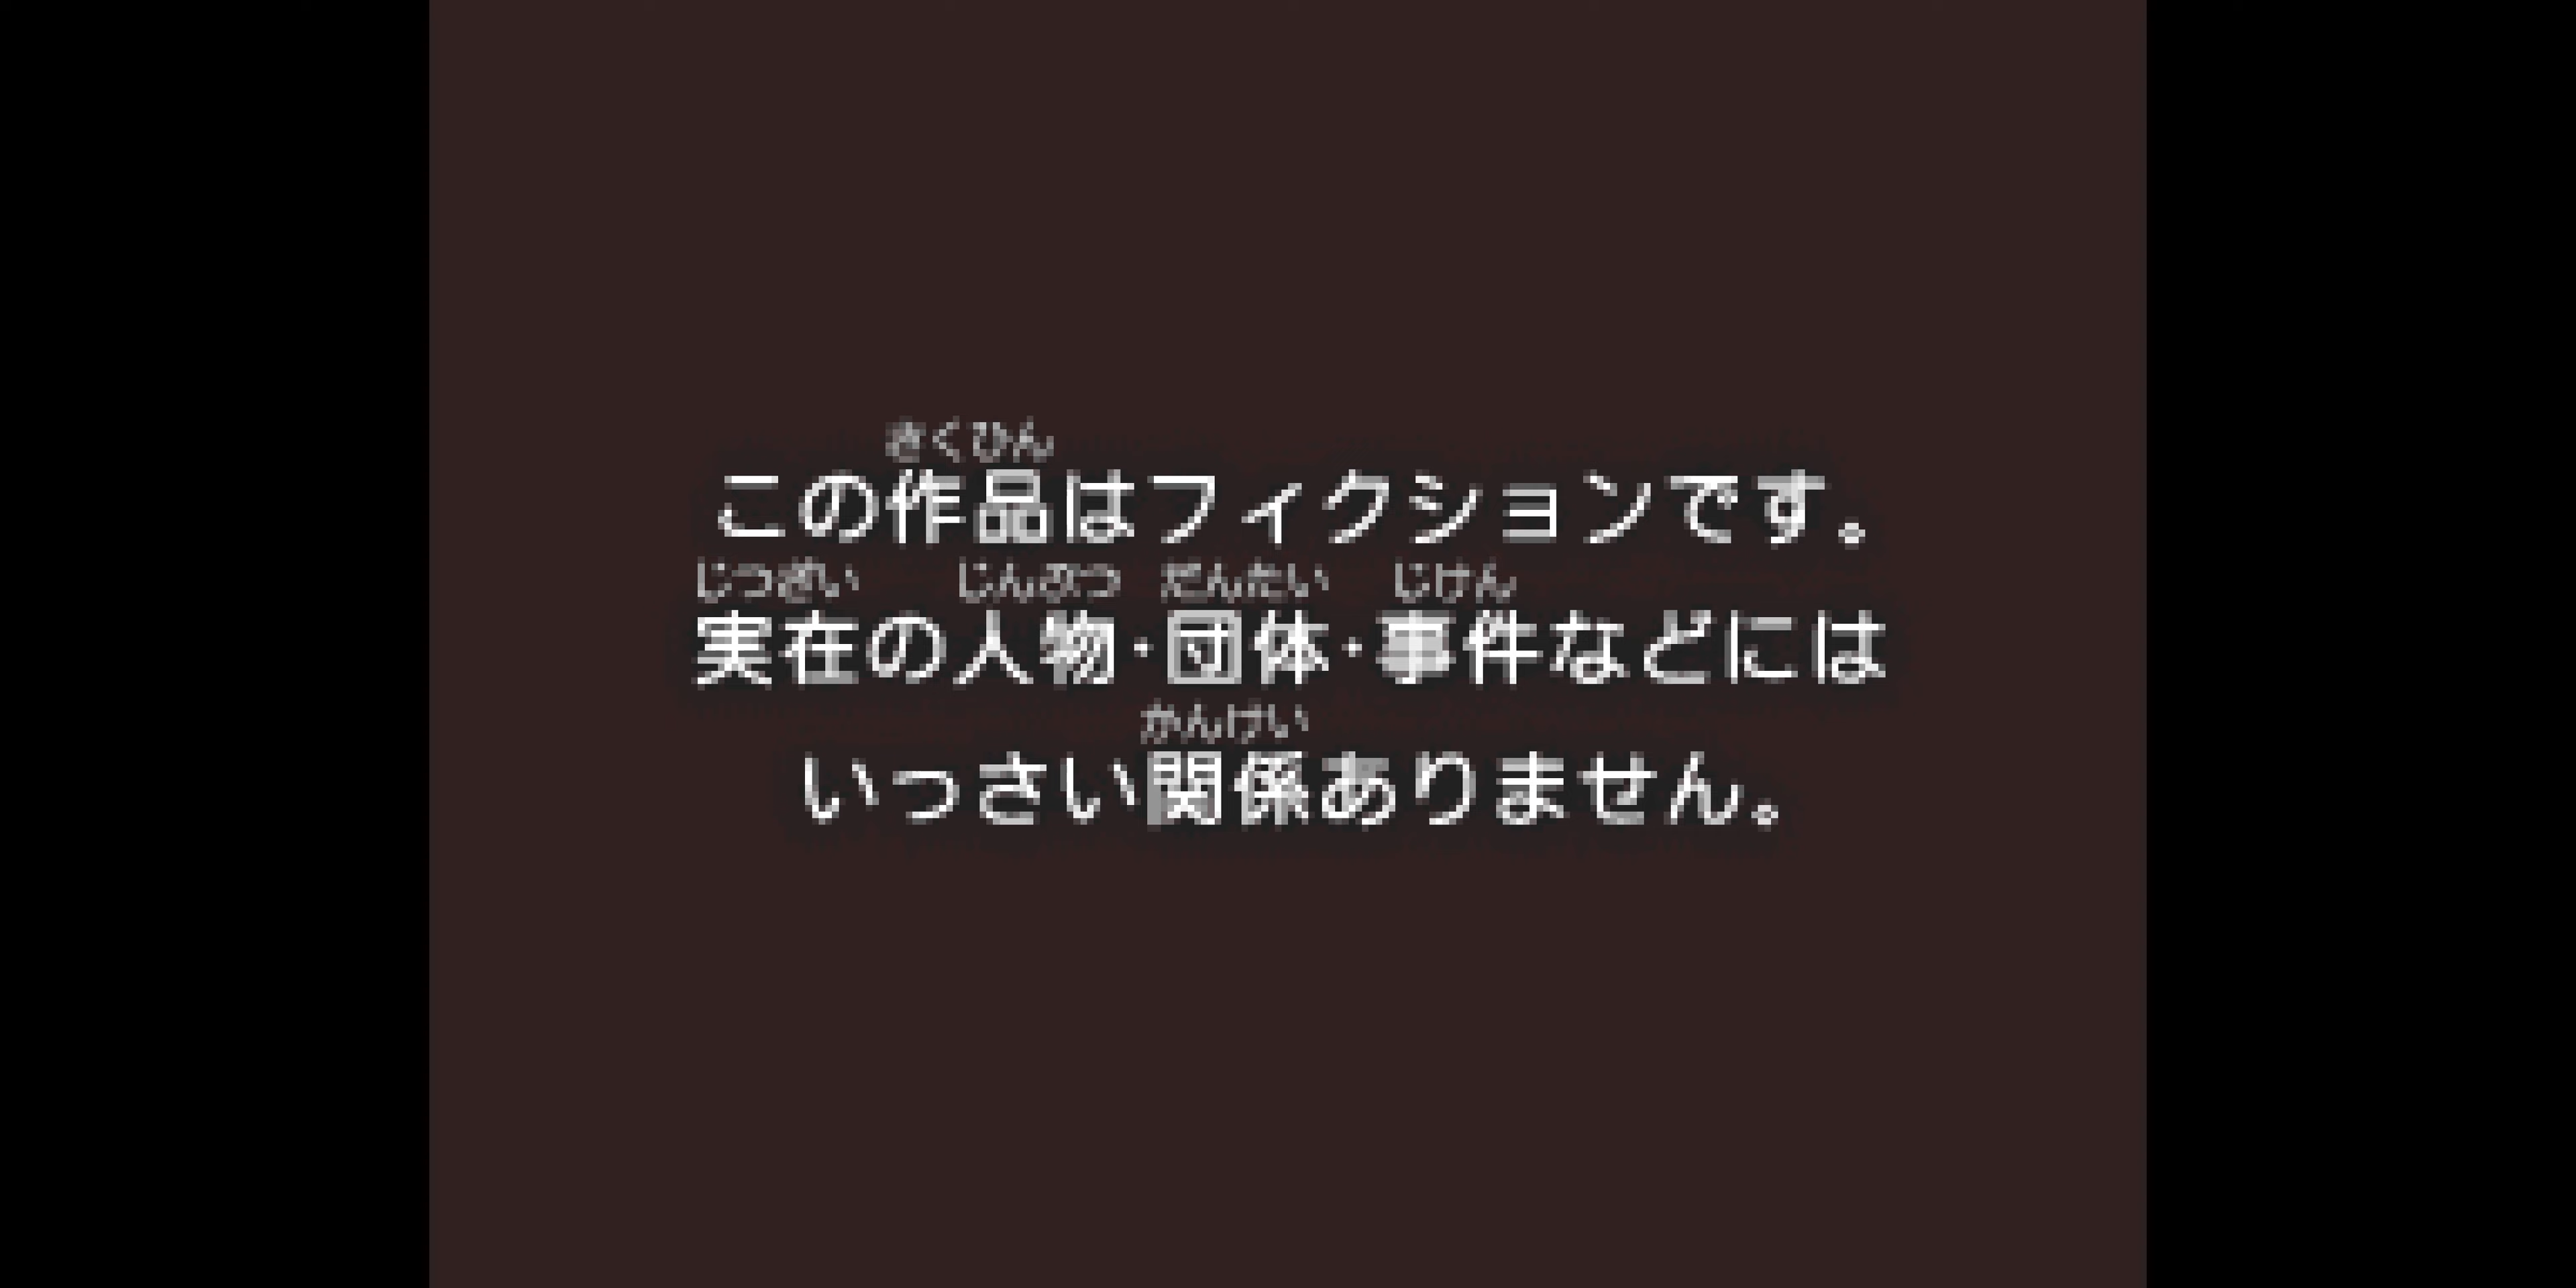 さくひん
この作品はフィクションです。
じつざい じんぶつ だんたい じけん
実在の人物・団体・事件などには
かんけい
いっさい関係ありません。